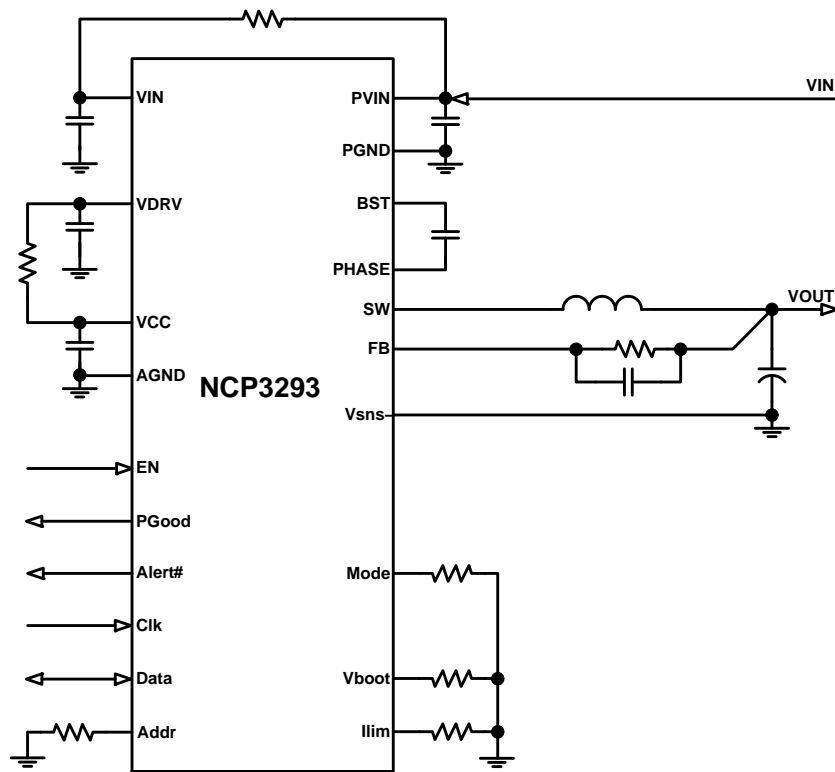 VIN
PVIN
VIN
PGND
VDRV
BST
PHASE
SW
VOUT
VCC
FB
AGND
NCP3293
Vsns–
EN
PGood
Alert#
Mode
Clk
Data
Vboot
Addr
Ilim